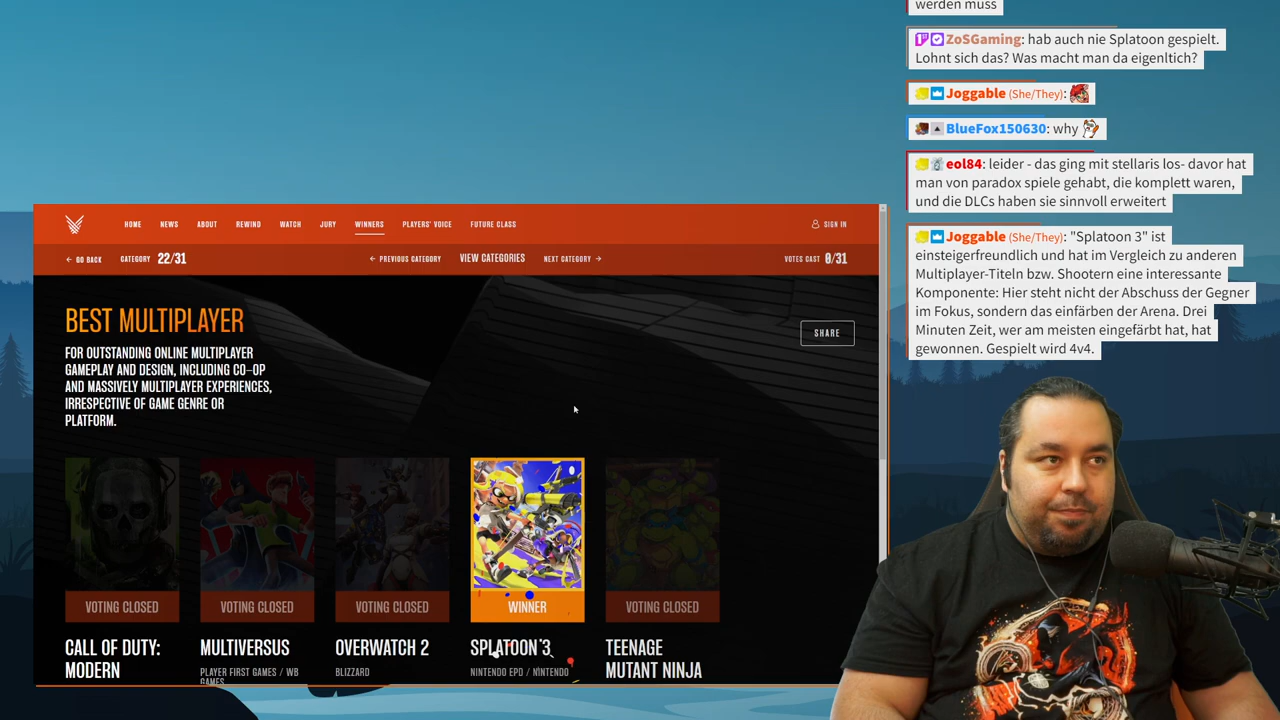 werden muss
ZoSGaming: hab auch nie Splatoon gespielt.
Lohnt sich das? Was macht man da eigenltich?
Joggable (She/They):
BlueFox150630: why
eol84: leider - das ging mit stellaris los- davor hat
man von paradox spiele gehabt, die komplett waren,
und die DLCs haben sie sinnvoll erweitert
Joggable (She/They): "Splatoon 3" ist
einsteigerfreundlich und hat im Vergleich zu anderen
Multiplayer-Titeln bzw. Shootern eine interessante
Komponente: Hier steht nicht der Abschuss der Gegner
im Fokus, sondern das einfärben der Arena. Drei
Minuten Zeit, wer am meisten eingefärbt hat, hat
gewonnen. Gespielt wird 4v4.
HOME NEWS ABOUT REWIND WATCH JURY WINNERS PLAYERS' VOICE FUTURE CLASS SIGN IN
← GO BACK CATEGORY 22/31 ← PREVIOUS CATEGORY VIEW CATEGORIES NEXT CATEGORY → VOTES CAST 0/31
BEST MULTIPLAYER
SHARE
FOR OUTSTANDING ONLINE MULTIPLAYER
GAMEPLAY AND DESIGN, INCLUDING CO-OP
AND MASSIVELY MULTIPLAYER EXPERIENCES,
IRRESPECTIVE OF GAME GENRE OR
PLATFORM.
VOTING CLOSED VOTING CLOSED VOTING CLOSED WINNER VOTING CLOSED
CALL OF DUTY:
MODERN
MULTIVERSUS
PLAYER FIRST GAMES / WB
GAMES
OVERWATCH 2
BLIZZARD
SPLATOON 3
NINTENDO EPD / NINTENDO
TEENAGE
MUTANT NINJA